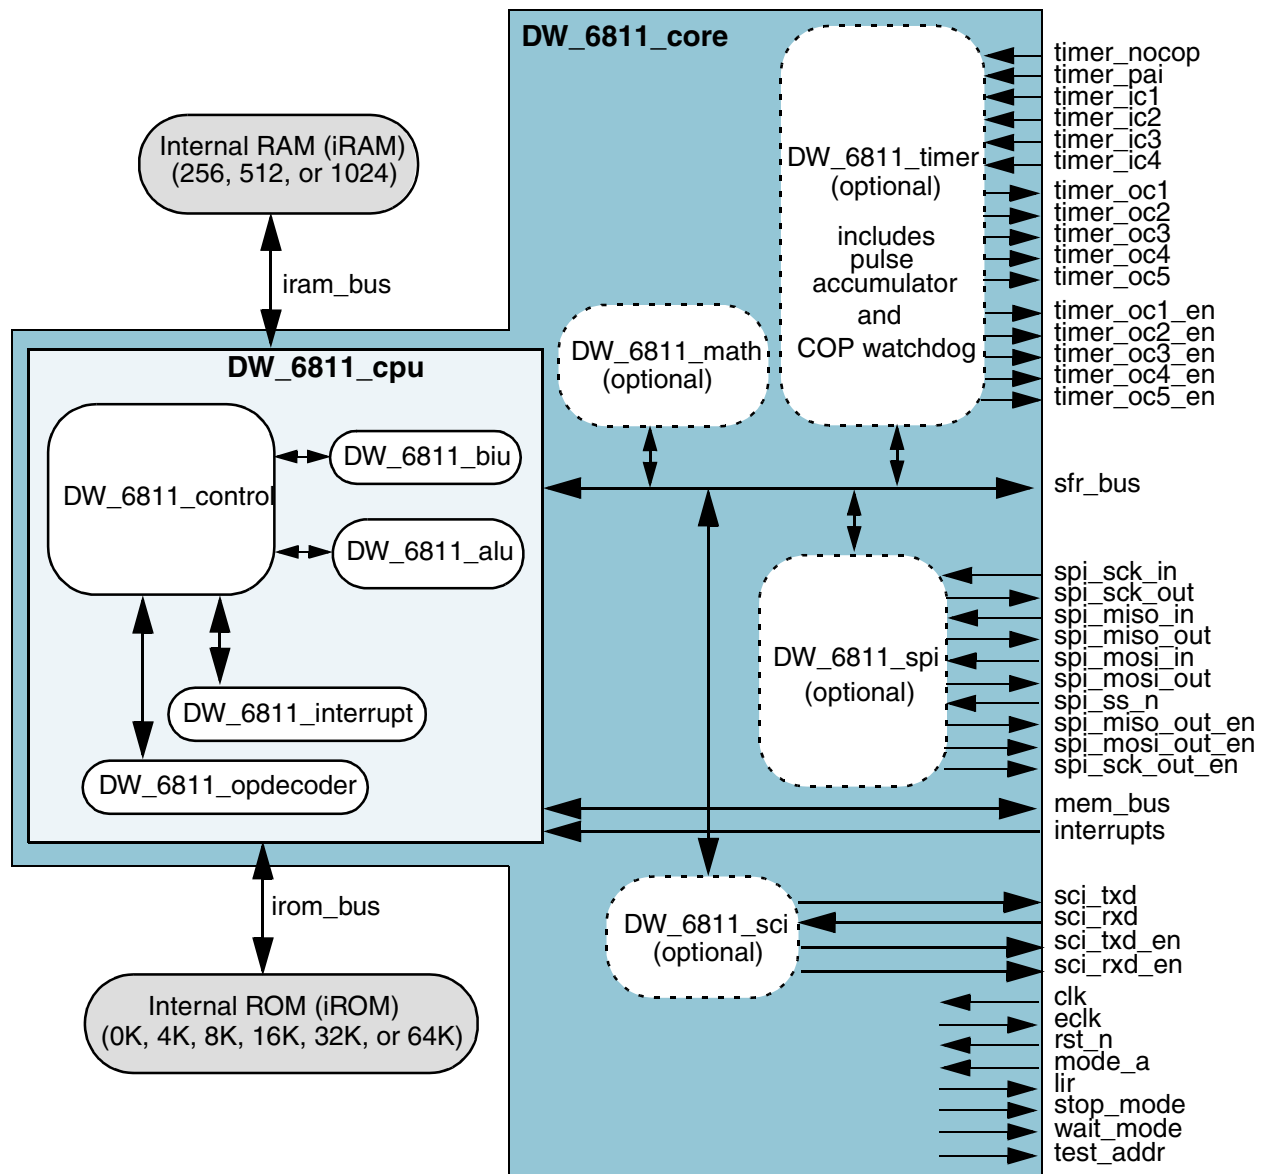 DW_6811_core
timer_nocop
timer_pai
timer_ic1
timer_ic2
timer_ic3
timer_ic4
timer_oc1
timer_oc2
timer_oc3
timer_oc4
timer_oc5
timer_oc1_en
timer_oc2_en
timer_oc3_en
timer_oc4_en
timer_oc5_en
DW_6811_timer
(optional)
includes
pulse
accumulator
and
COP watchdog
Internal RAM (iRAM)
(256, 512, or 1024)
iram_bus
DW_6811_math
(optional)
DW_6811_cpu
DW_6811_control
DW_6811_biu
DW_6811_alu
DW_6811_interrupt
DW_6811_opdecoder
sfr_bus
DW_6811_spi
(optional)
spi_sck_in
spi_sck_out
spi_miso_in
spi_miso_out
spi_mosi_in
spi_mosi_out
spi_ss_n
spi_miso_out_en
spi_mosi_out_en
spi_sck_out_en
mem_bus
interrupts
irom_bus
DW_6811_sci
(optional)
sci_txd
sci_rxd
sci_txd_en
sci_rxd_en
Internal ROM (iROM)
(0K, 4K, 8K, 16K, 32K, or 64K)
clk
eclk
rst_n
mode_a
lir
stop_mode
wait_mode
test_addr